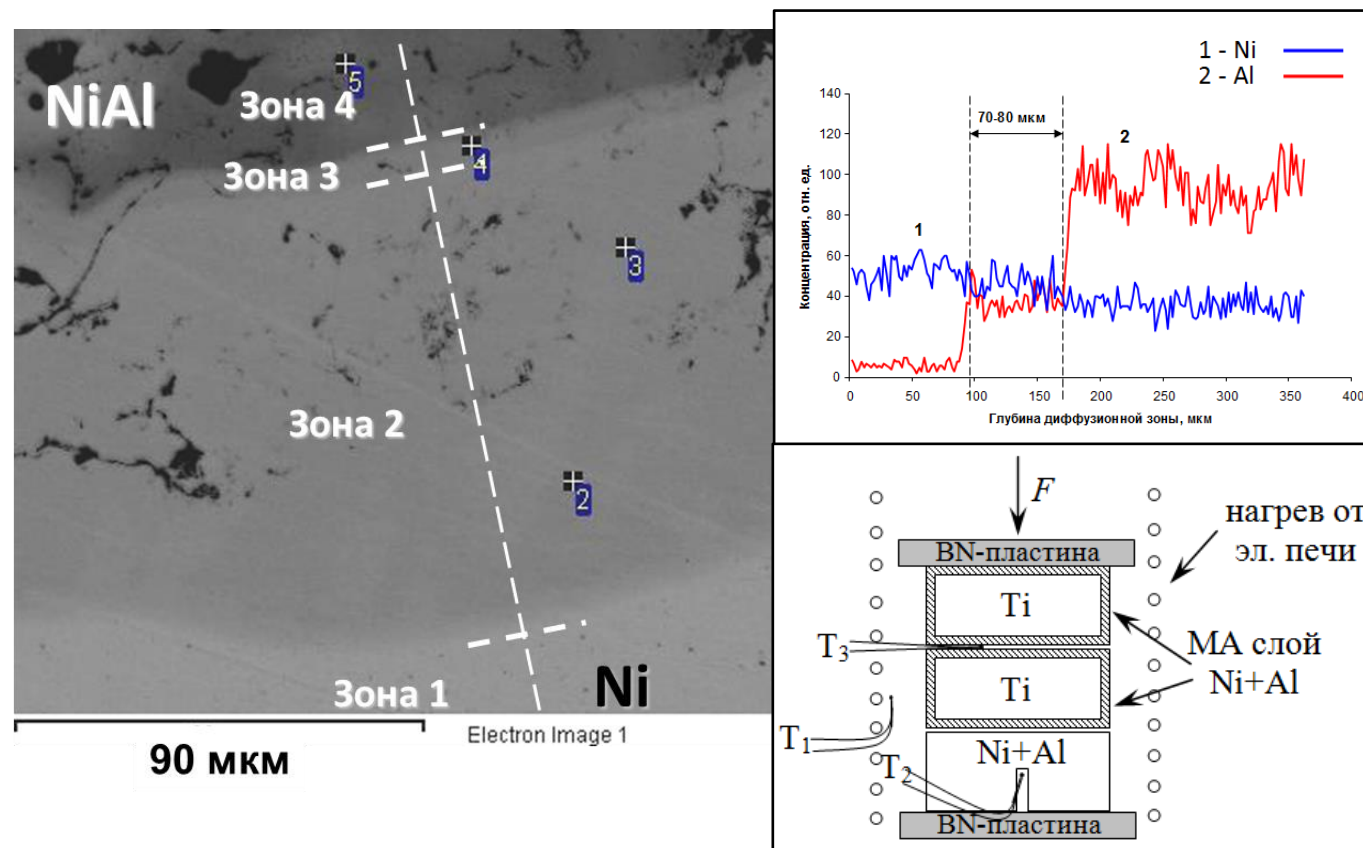 NiAl
5
Зона 4
4
Зона 3
3
Зона 2
2
Зона 1
Ni
Electron Image 1
90 мкм
1 - Ni
2 - Al
140
120
100
80
60
40
20
0
Концентрация, отн. ед.
70-80 мкм
1
2
0
50
100
150
200
250
300
350
400
Глубина диффузионной зоны, мкм
F
нагрев от
эл. печи
BN-пластина
Ti
МА слой
Ni+Al
T3
Ti
T1
Ni+Al
T2
BN-пластина